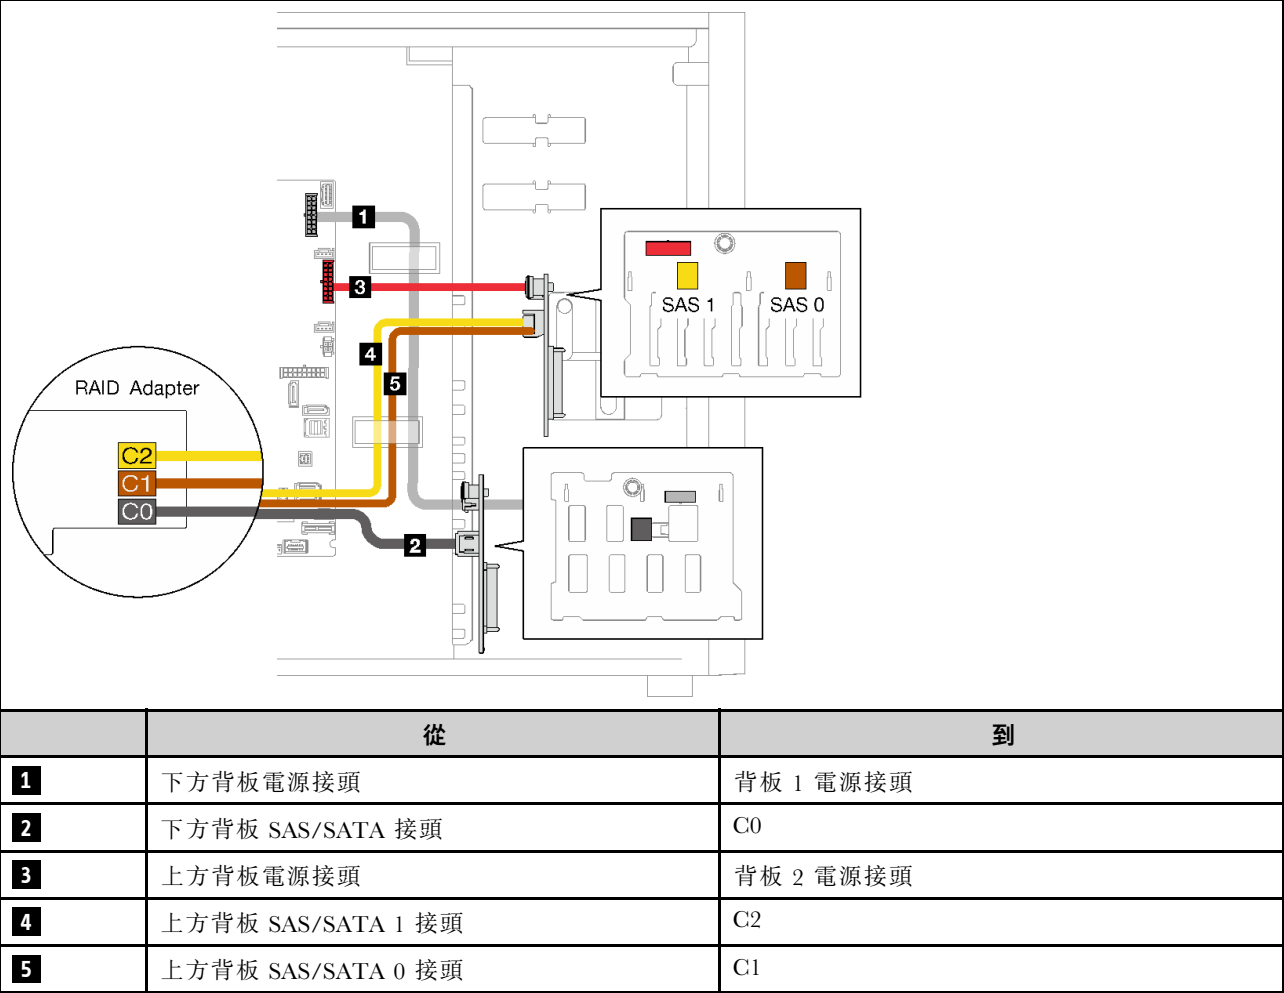 1
3
SAS 1
SAS 0
4
5
RAID Adapter
C2
C1
C0
2
從 到
1 下方背板電源接頭 背板 1 電源接頭
2 下方背板 SAS/SATA 接頭 C0
3 上方背板電源接頭 背板 2 電源接頭
4 上方背板 SAS/SATA 1 接頭 C2
5 上方背板 SAS/SATA 0 接頭 C1